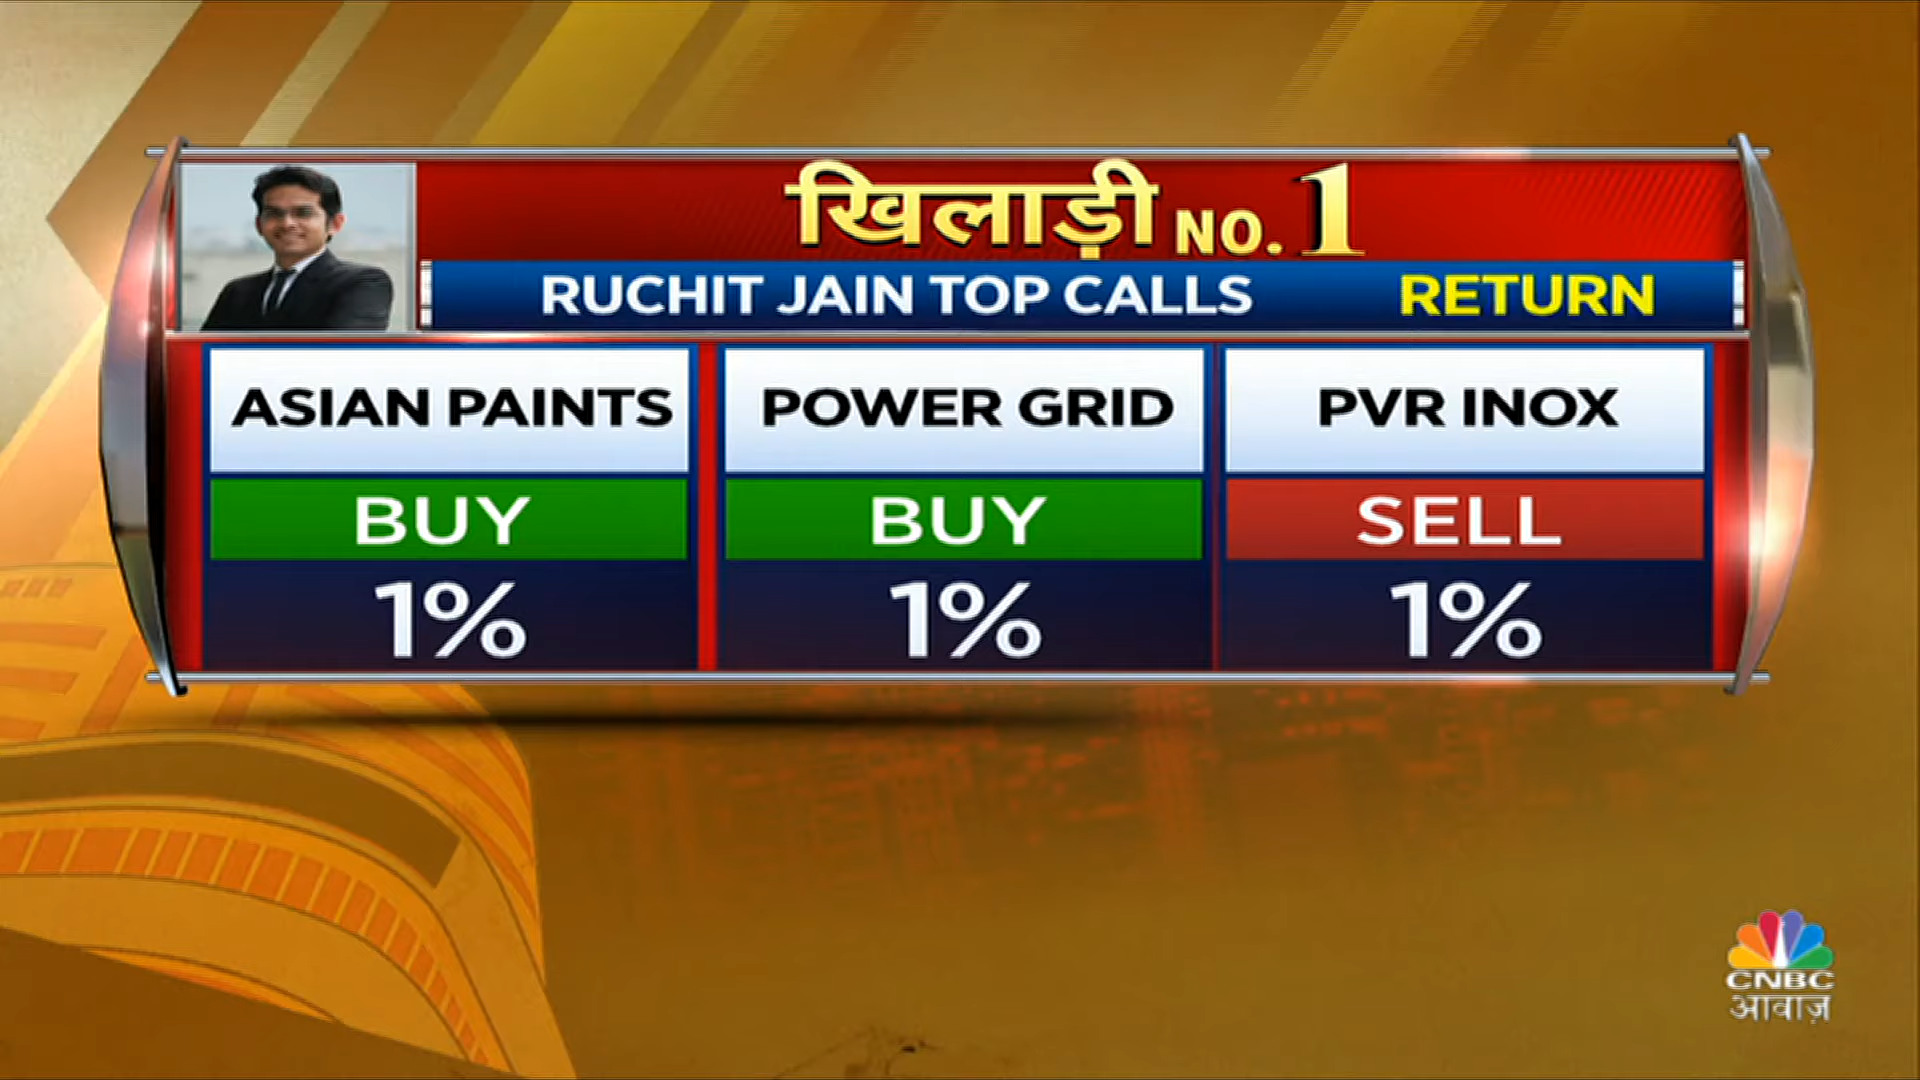 खिलाड़ी NO. 1
RUCHIT JAIN TOP CALLS RETURN
ASIAN PAINTS POWER GRID PVR INOX
BUY BUY SELL
1% 1% 1%
CNBC
आवाज़